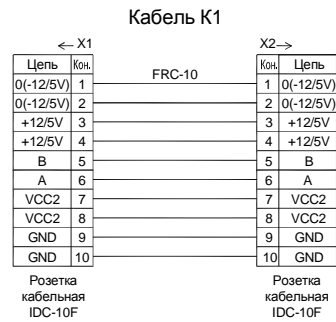 Кабель К1
← X1
X2→
Цепь Кон.
FRC-10
Кон. Цепь
0(-12/5V) 1
1 0(-12/5V)
0(-12/5V) 2
2 0(-12/5V)
+12/5V 3
3 +12/5V
+12/5V 4
4 +12/5V
B 5
5 B
A 6
6 A
VCC2 7
7 VCC2
VCC2 8
8 VCC2
GND 9
9 GND
GND 10
10 GND
Розетка
кабельная
IDC-10F
Розетка
кабельная
IDC-10F